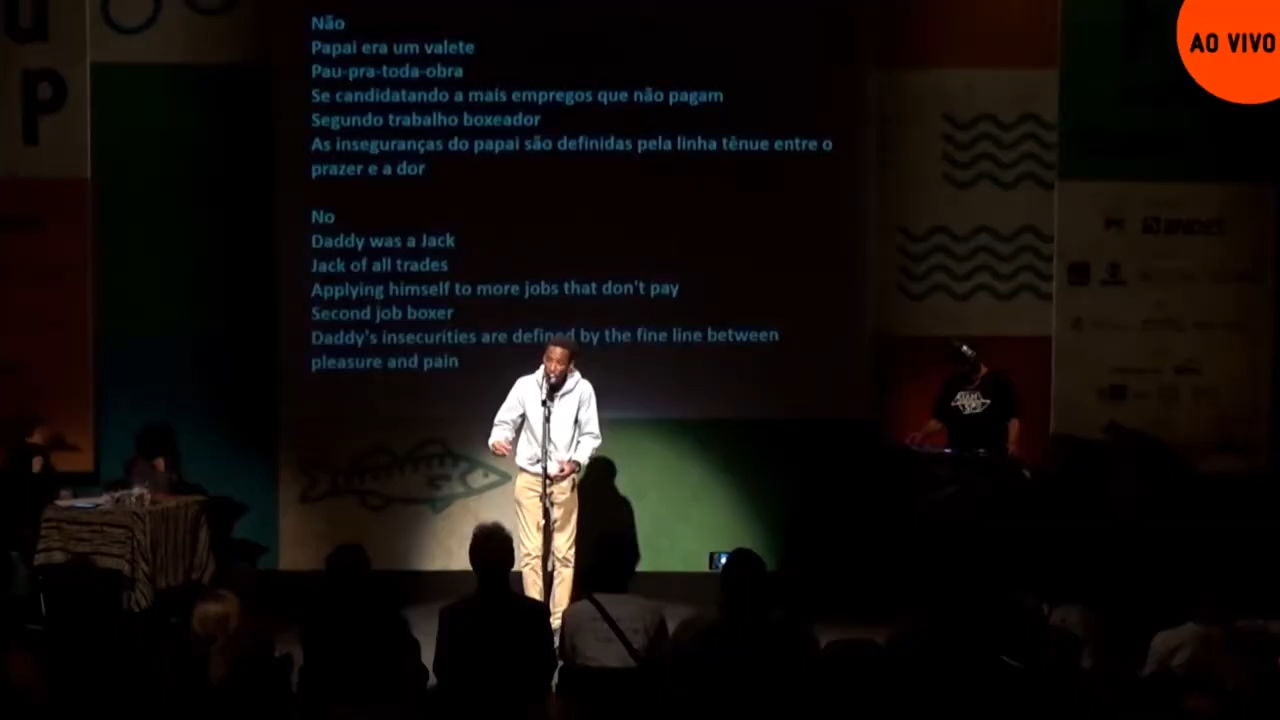 up
AO VIVO
Não
Papai era um valete
Pau-pra-toda-obra
Se candidatando a mais empregos que não pagam
Segundo trabalho boxeador
As inseguranças do papai são definidas pela linha tênue entre o
prazer e a dor
No
Daddy was a Jack
Jack of all trades
Applying himself to more jobs that don't pay
Second job boxer
Daddy's insecurities are defined by the fine line between
pleasure and pain